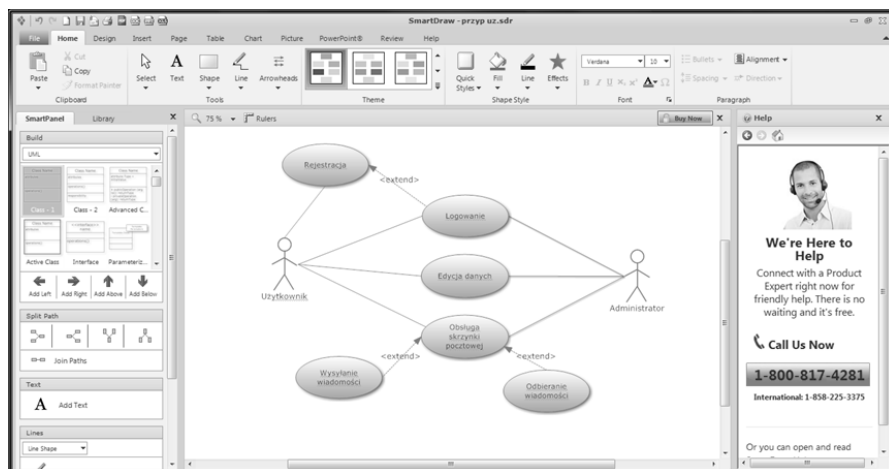 SmartDraw - przyp uz.sdr
File Home Design Insert Page Table Chart Picture PowerPoint® Review Help
Paste
Cut
Copy
Format Painter
Clipboard
Select Text Shape Line Arrowheads
Tools
Theme
Quick Styles Fill Line Effects
Shape Style
Verdana 10
B I U
Font
Bullets Alignment
Spacing Direction
Paragraph
SmartPanel Library X
Build
UML
Class - 1 Class - 2 Advanced C...
Active Class Interface Parameteriz...
Add Left Add Right Add Above Add Below
Split Path
Join Paths
Text
A Add Text
Lines
Line Shape
75 % Rulers Buy Now X
Rejestracja
<extend>
Logowanie
Użytkownik
Edycja danych
Administrator
Obsługa
skrzynki
pocztowej
<extend>
<extend>
Wysyłanie
wiadomości
Odbieranie
wiadomości
Help X
We're Here to
Help
Connect with a Product
Expert right now for
friendly help. There is no
waiting and it's free.
Call Us Now
1-800-817-4281
International: 1-858-225-3375
Or you can open and read